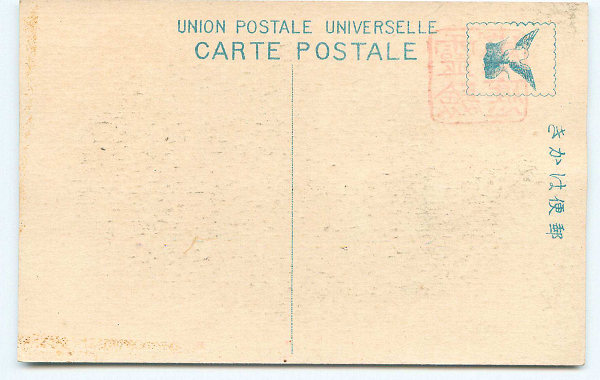 UNION POSTALE UNIVERSELLE
CARTE POSTALE
郵便はかき